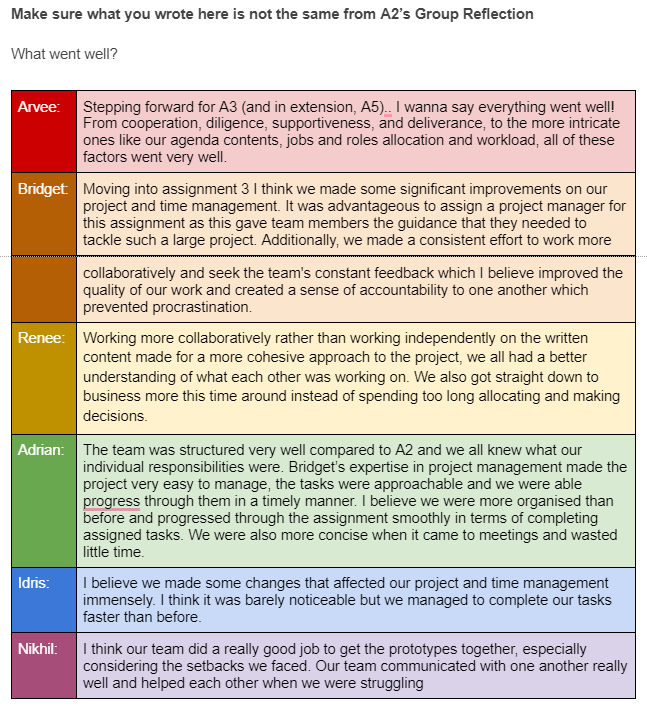 Make sure what you wrote here is not the same from A2’s Group Reflection
What went well?
Arvee:
Stepping forward for A3 (and in extension, A5).. I wanna say everything went well!
From cooperation, diligence, supportiveness, and deliverance, to the more intricate
ones like our agenda contents, jobs and roles allocation and workload, all of these
factors went very well.
Bridget:
Moving into assignment 3 I think we made some significant improvements on our
project and time management. It was advantageous to assign a project manager for
this assignment as this gave team members the guidance that they needed to
tackle such a large project. Additionally, we made a consistent effort to work more
collaboratively and seek the team's constant feedback which I believe improved the
quality of our work and created a sense of accountability to one another which
prevented procrastination.
Renee:
Working more collaboratively rather than working independently on the written
content made for a more cohesive approach to the project, we all had a better
understanding of what each other was working on. We also got straight down to
business more this time around instead of spending too long allocating and making
decisions.
Adrian:
The team was structured very well compared to A2 and we all knew what our
individual responsibilities were. Bridget’s expertise in project management made the
project very easy to manage, the tasks were approachable and we were able
progress through them in a timely manner. I believe we were more organised than
before and progressed through the assignment smoothly in terms of completing
assigned tasks. We were also more concise when it came to meetings and wasted
little time.
Idris:
I believe we made some changes that affected our project and time management
immensely. I think it was barely noticeable but we managed to complete our tasks
faster than before.
Nikhil:
I think our team did a really good job to get the prototypes together, especially
considering the setbacks we faced. Our team communicated with one another really
well and helped each other when we were struggling